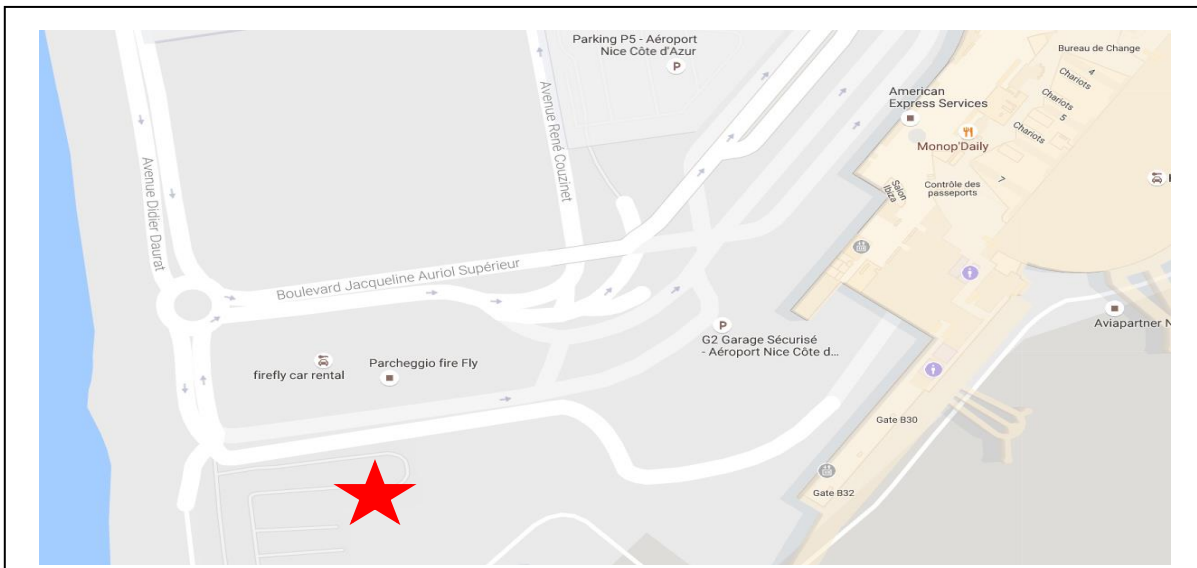 Parking P5 - Aéroport
Nice Côte d'Azur
P
Bureau de Change
4
Chariots
American
Express Services
Chariots
5
Monop'Daily
Chariots
Avenue René Couzinet
Avenue Didier Daurat
Salon
Ibiza
Contrôle des
passeports
7
Boulevard Jacqueline Auriol Supérieur
P
G2 Garage Sécurisé
- Aéroport Nice Côte d...
Aviapartner N
firefly car rental
Parcheggio fire Fly
Gate B30
Gate B32